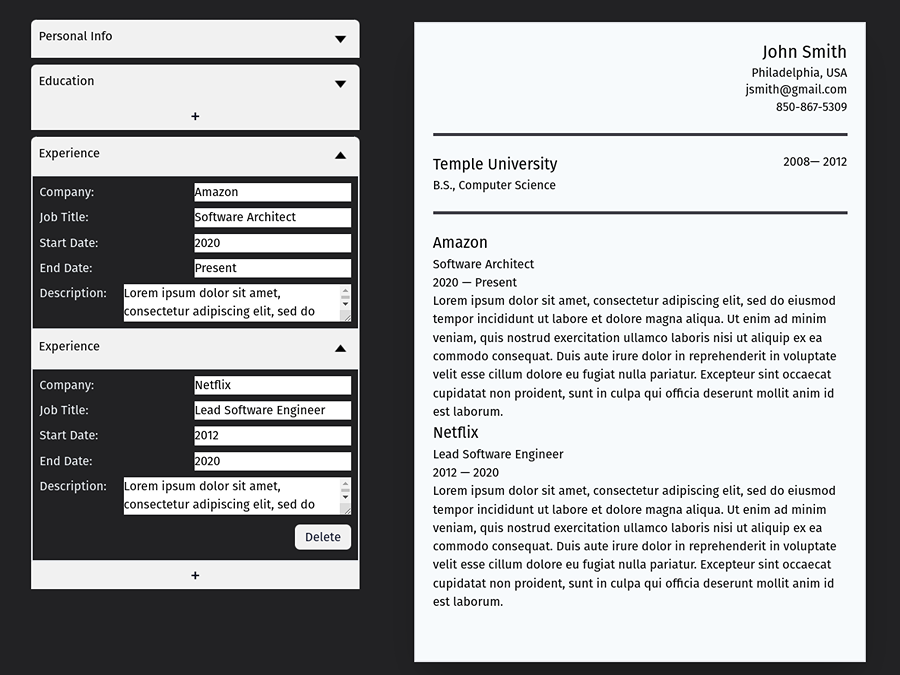 Personal Info
Education
+
Experience
Company: Amazon
Job Title: Software Architect
Start Date: 2020
End Date: Present
Description: Lorem ipsum dolor sit amet,
consectetur adipiscing elit, sed do
Experience
Company: Netflix
Job Title: Lead Software Engineer
Start Date: 2012
End Date: 2020
Description: Lorem ipsum dolor sit amet,
consectetur adipiscing elit, sed do
Delete
+
John Smith
Philadelphia, USA
jsmith@gmail.com
850-867-5309
Temple University 2008— 2012
B.S., Computer Science
Amazon
Software Architect
2020 — Present
Lorem ipsum dolor sit amet, consectetur adipiscing elit, sed do eiusmod
tempor incididunt ut labore et dolore magna aliqua. Ut enim ad minim
veniam, quis nostrud exercitation ullamco laboris nisi ut aliquip ex ea
commodo consequat. Duis aute irure dolor in reprehenderit in voluptate
velit esse cillum dolore eu fugiat nulla pariatur. Excepteur sint occaecat
cupidatat non proident, sunt in culpa qui officia deserunt mollit anim id
est laborum.
Netflix
Lead Software Engineer
2012 — 2020
Lorem ipsum dolor sit amet, consectetur adipiscing elit, sed do eiusmod
tempor incididunt ut labore et dolore magna aliqua. Ut enim ad minim
veniam, quis nostrud exercitation ullamco laboris nisi ut aliquip ex ea
commodo consequat. Duis aute irure dolor in reprehenderit in voluptate
velit esse cillum dolore eu fugiat nulla pariatur. Excepteur sint occaecat
cupidatat non proident, sunt in culpa qui officia deserunt mollit anim id
est laborum.